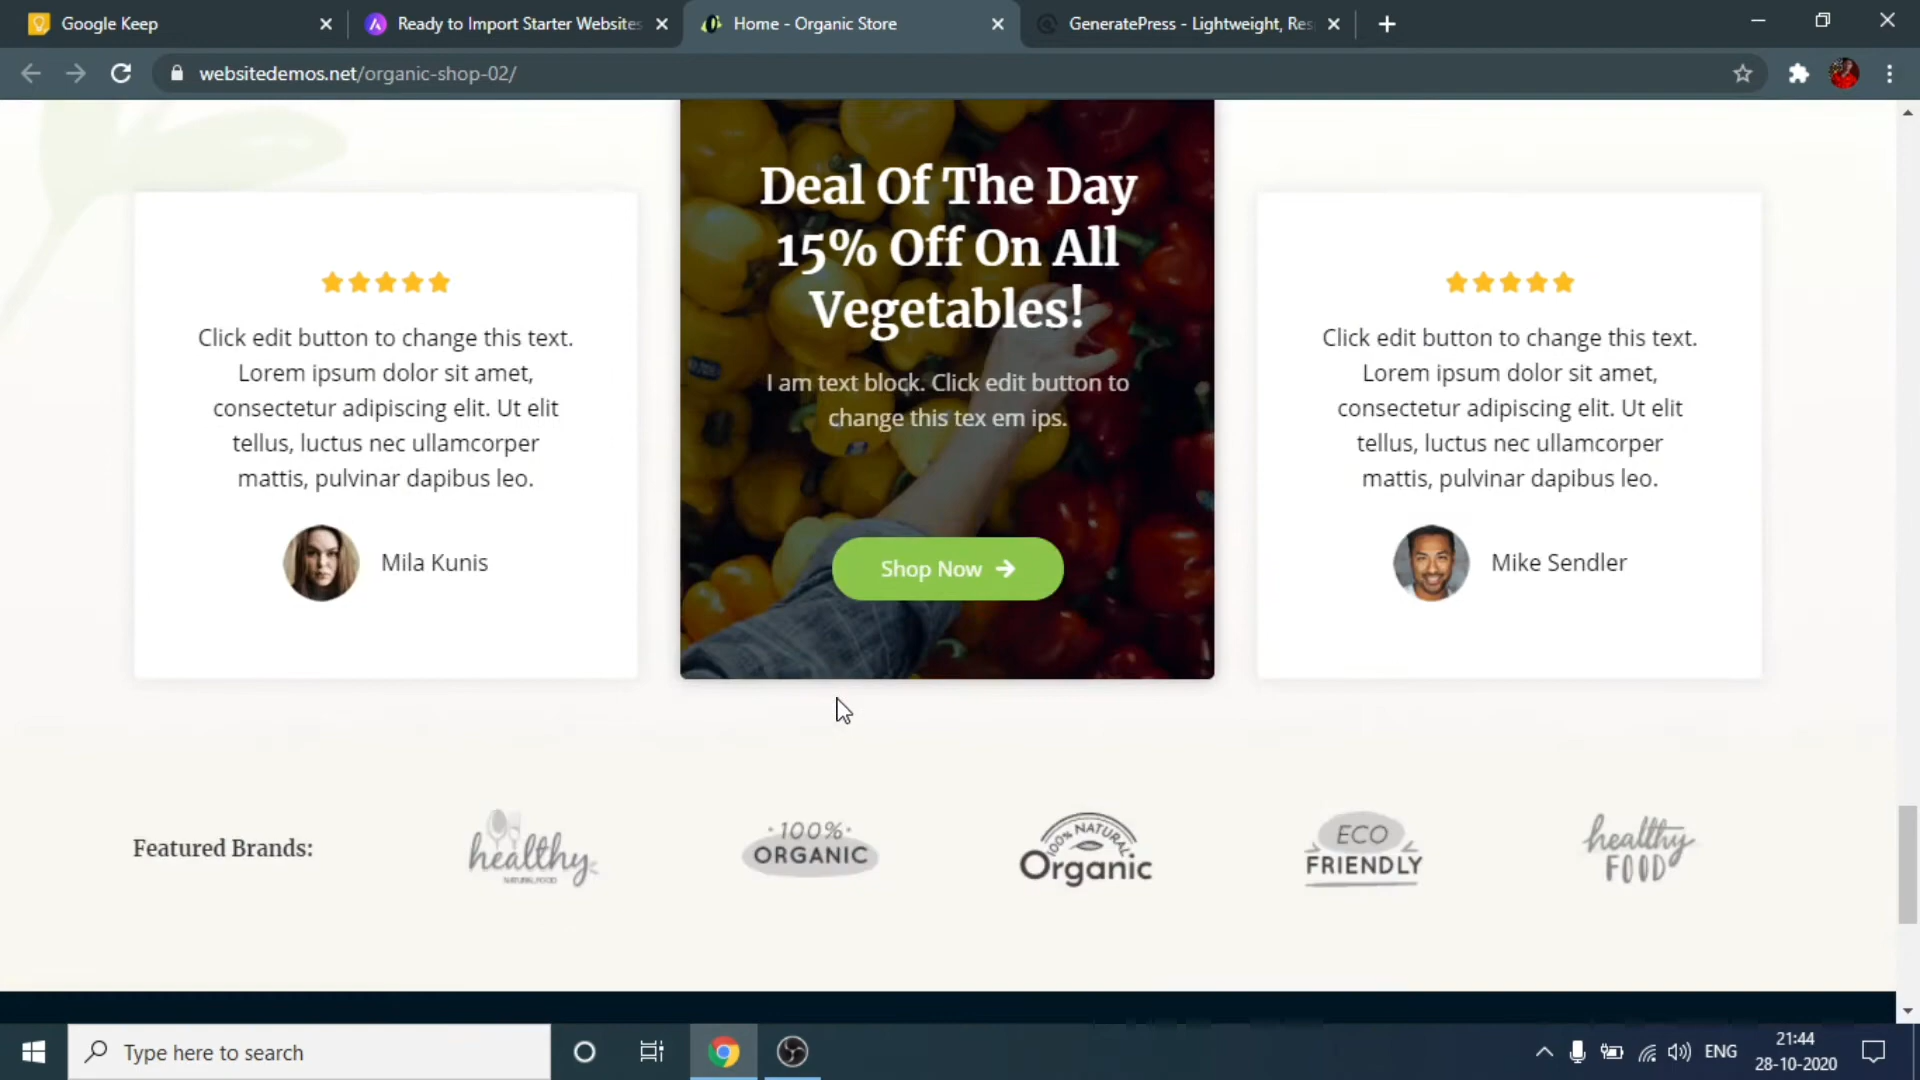 Google Keep
Ready to Import Starter Websites
Home - Organic Store
GeneratePress - Lightweight, Res
websitedemos.net/organic-shop-02/
Deal Of The Day
15% Off On All
Vegetables!
I am text block. Click edit button to
change this tex em ips.
Shop Now
Click edit button to change this text.
Lorem ipsum dolor sit amet,
consectetur adipiscing elit. Ut elit
tellus, luctus nec ullamcorper
mattis, pulvinar dapibus leo.
Mila Kunis
Click edit button to change this text.
Lorem ipsum dolor sit amet,
consectetur adipiscing elit. Ut elit
tellus, luctus nec ullamcorper
mattis, pulvinar dapibus leo.
Mike Sendler
Featured Brands:
healthy
NATURAL FOOD
100%
ORGANIC
100% NATURAL
Organic
ECO
FRIENDLY
healthy
FOOD
Type here to search
ENG
21:44
28-10-2020